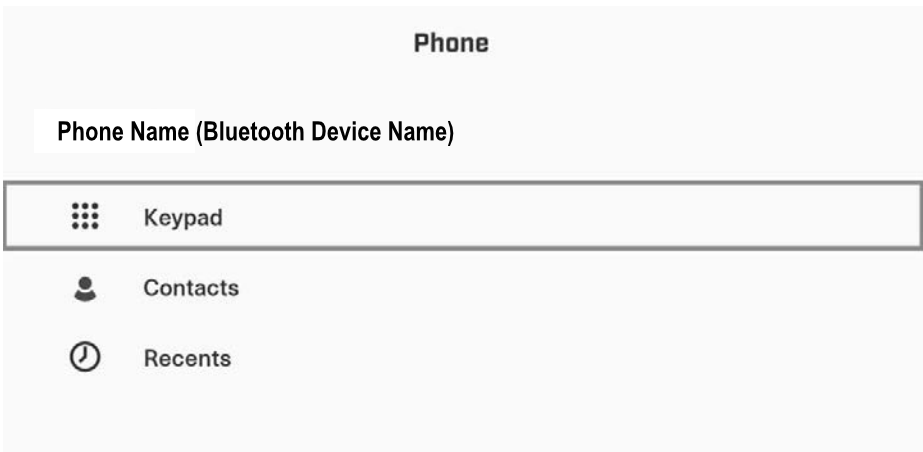 Phone
Phone Name (Bluetooth Device Name)
Keypad
Contacts
Recents